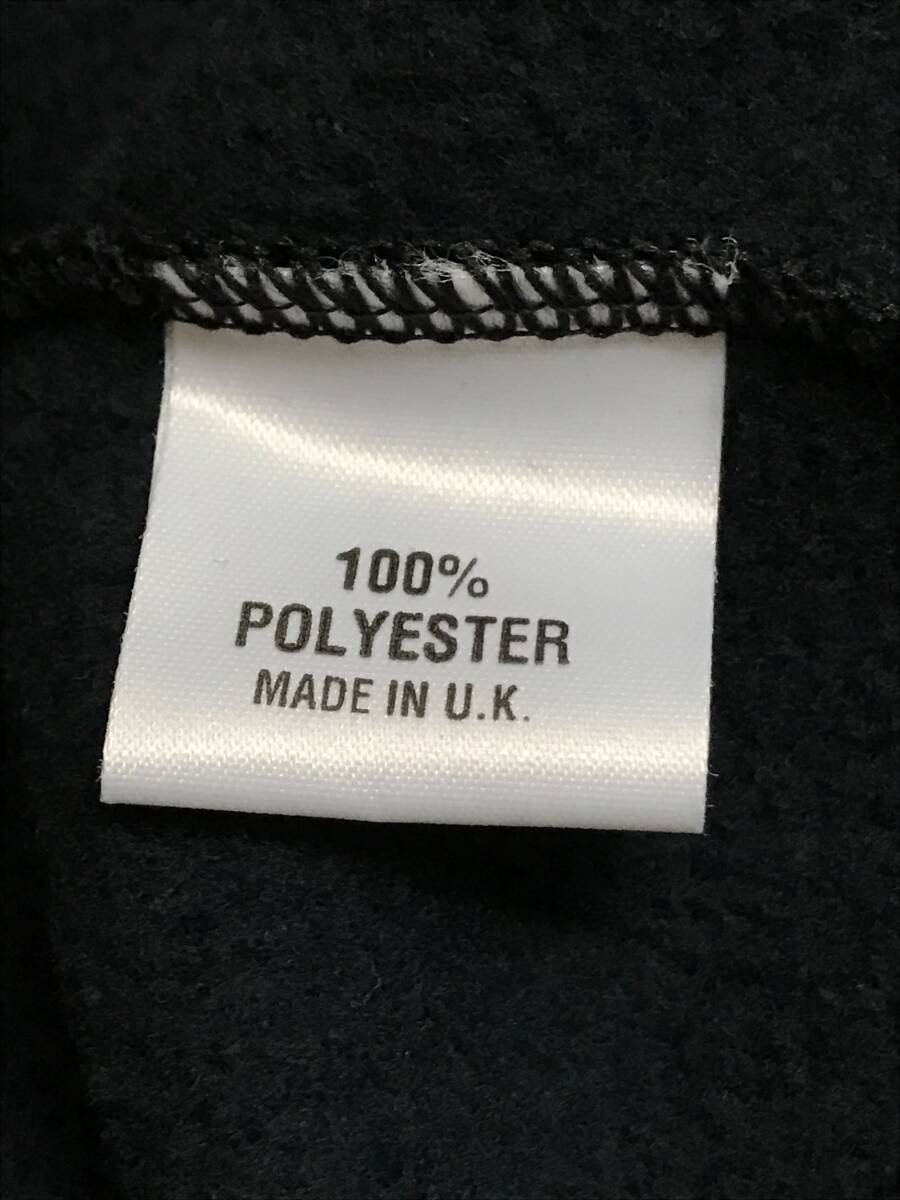 100%
POLYESTER
MADE IN U.K.